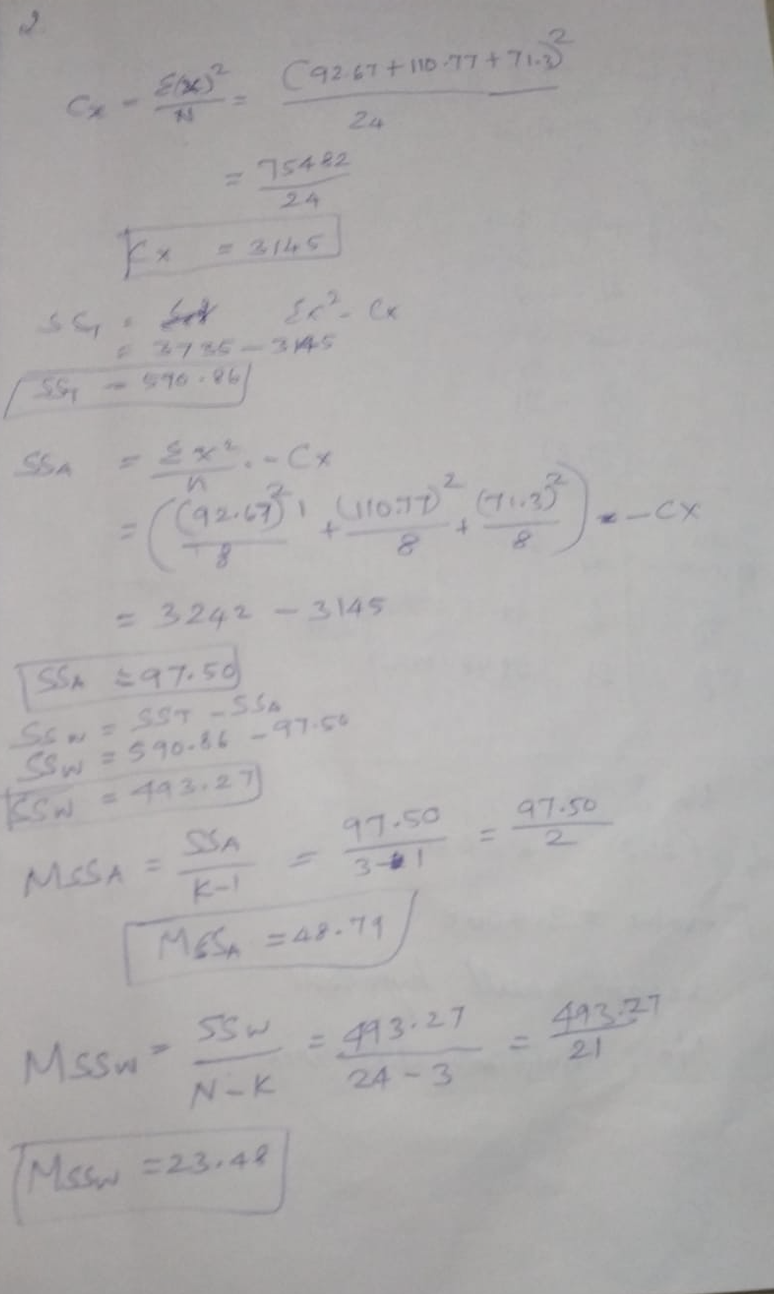 2.
Cx = Σ(x)² / N = (92.67 + 110.77 + 71.3)² / 24
= 75482 / 24
Cx = 3145
SST = Σx² - Cx
= 3735 - 3145
SST = 590.86
SSA = Σx² / n - Cx
= ((92.67)² / 8 + (110.77)² / 8 + (71.3)² / 8) - CX
= 3242 - 3145
SSA = 97.50
SSW = SST - SSA
SSW = 590.86 - 97.50
SSW = 493.27
MSSA = SSA / K-1 = 97.50 / 3-1 = 97.50 / 2
MSSA = 48.79
MSSW = SSW / N-K = 493.27 / 24-3 = 493.27 / 21
MSSW = 23.48